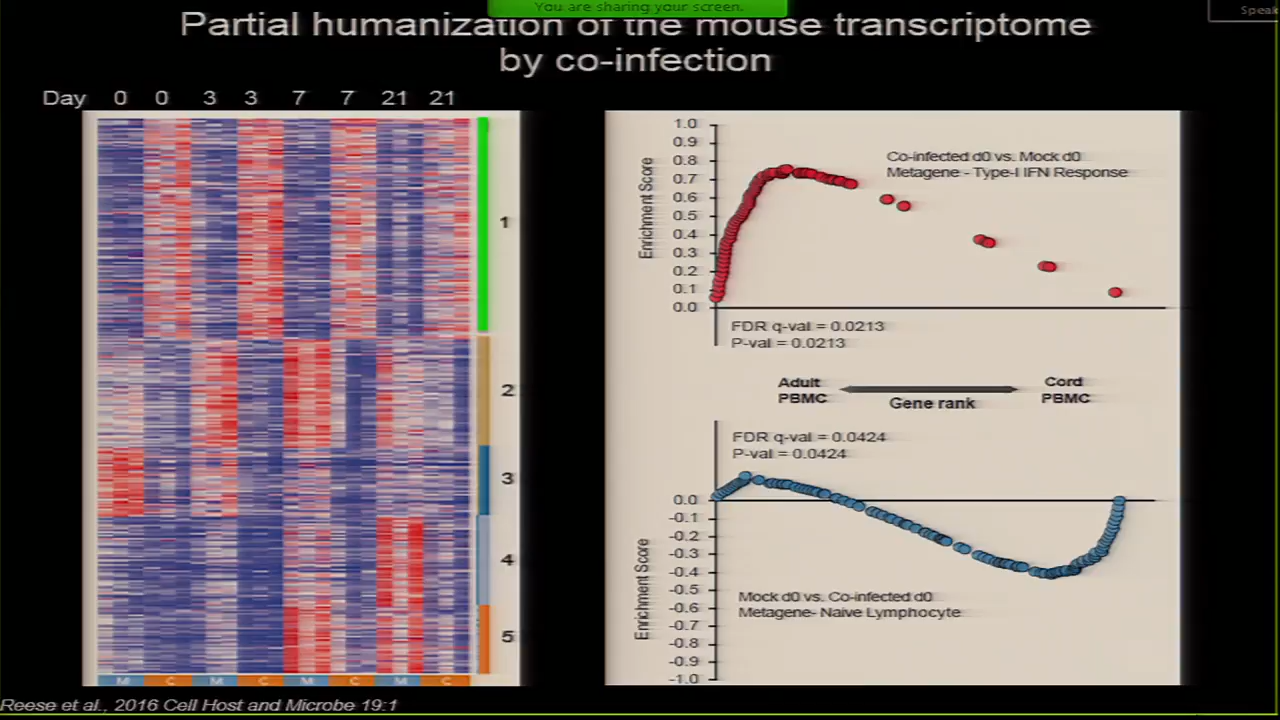 You are sharing your screen.
Speak
Partial humanization of the mouse transcriptome
by co-infection
Day 0 0 3 3 7 7 21 21
1
2
3
4
5
M C M C M C M C
1.0
0.9
0.8
0.7
0.6
0.5
0.4
0.3
0.2
0.1
0.0
Enrichment Score
Co-infected d0 vs. Mock d0
Metagene - Type-I IFN Response
FDR q-val = 0.0213
P-val = 0.0213
Adult
PBMC
Gene rank
Cord
PBMC
FDR q-val = 0.0424
P-val = 0.0424
0.0
-0.1
-0.2
-0.3
-0.4
-0.5
-0.6
-0.7
-0.8
-0.9
-1.0
Enrichment Score
Mock d0 vs. Co-infected d0
Metagene- Naive Lymphocyte
Reese et al., 2016 Cell Host and Microbe 19:1